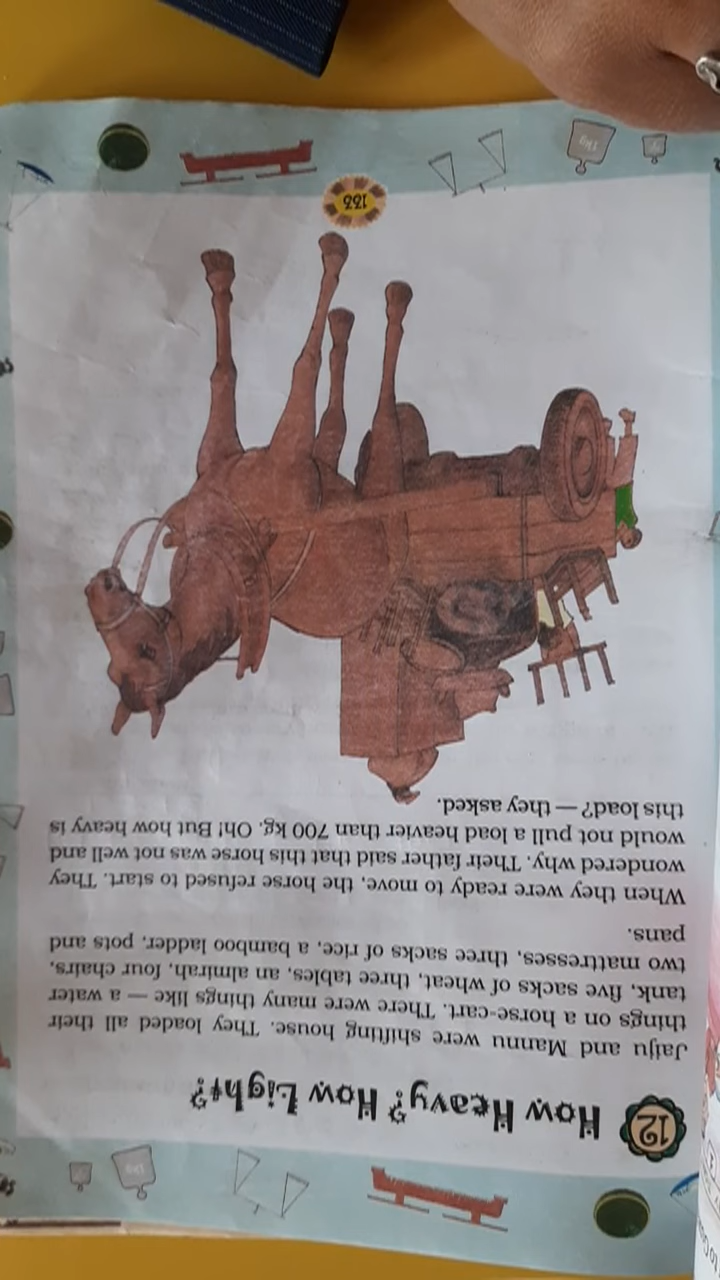 12
How Heavy? How Light?
Jaiju and Mannu were shifting house. They loaded all their
things on a horse-cart. There were many things like — a water
tank, five sacks of wheat, three tables, an almirah, four chairs,
two mattresses, three sacks of rice, a bamboo ladder, pots and
pans.
When they were ready to move, the horse refused to start. They
wondered why. Their father said that this horse was not well and
would not pull a load heavier than 700 kg. Oh! But how heavy is
this load? — they asked.
133
1kg